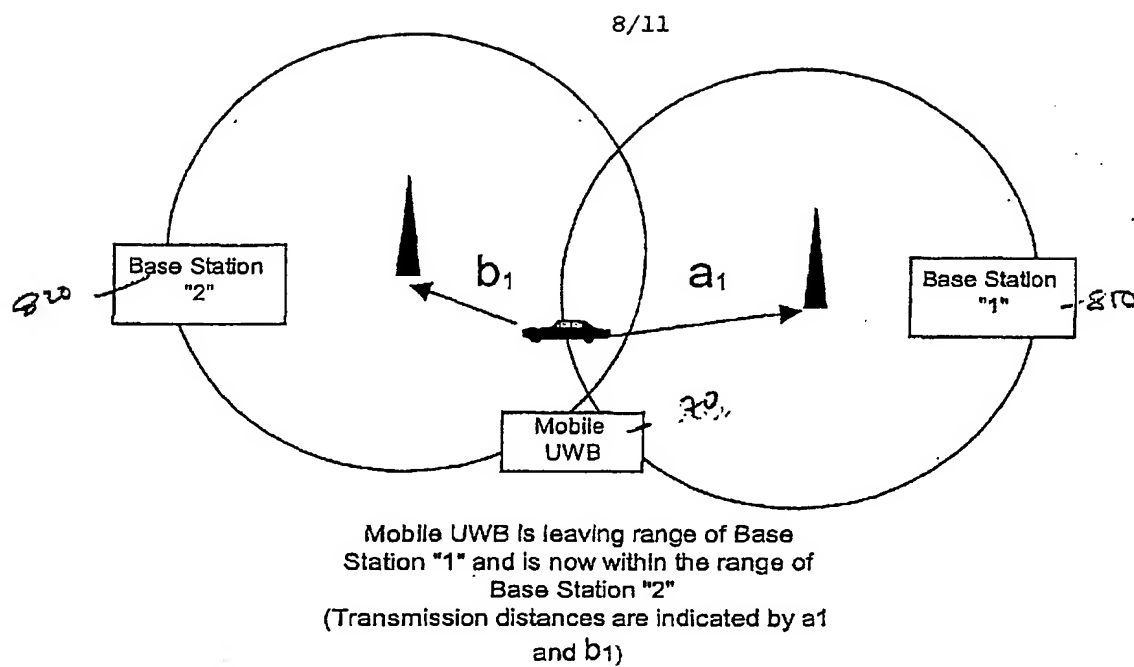 8/11
Base Station
"2"
820
b₁
a₁
Base Station
"1"
810
Mobile
UWB
Mobile UWB is leaving range of Base
Station "1" and is now within the range of
Base Station "2"
(Transmission distances are indicated by a1
and b₁)